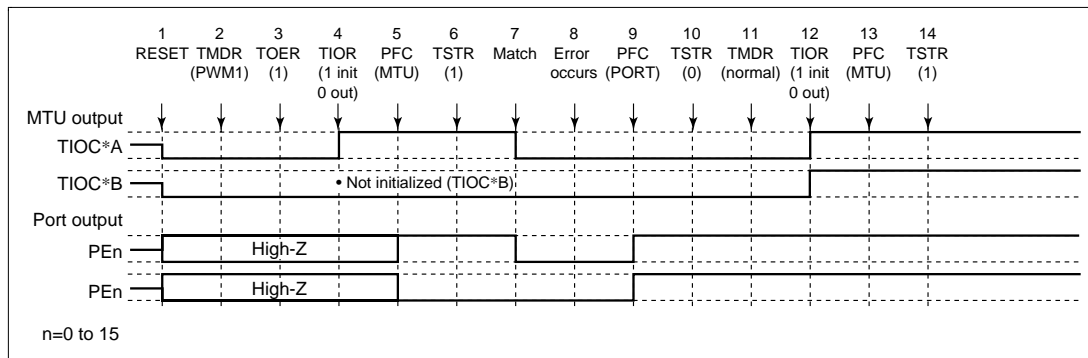 1 2 3 4 5 6 7 8 9 10 11 12 13 14
RESET TMDR TOER TIOR PFC TSTR Match Error PFC TSTR TMDR TIOR PFC TSTR
(PWM1) (1) (1 init (MTU) (1) occurs (PORT) (0) (normal) (1 init (MTU) (1)
0 out) 0 out)
MTU output
TIOC*A
TIOC*B • Not initialized (TIOC*B)
Port output
PEn High-Z
PEn High-Z
n=0 to 15